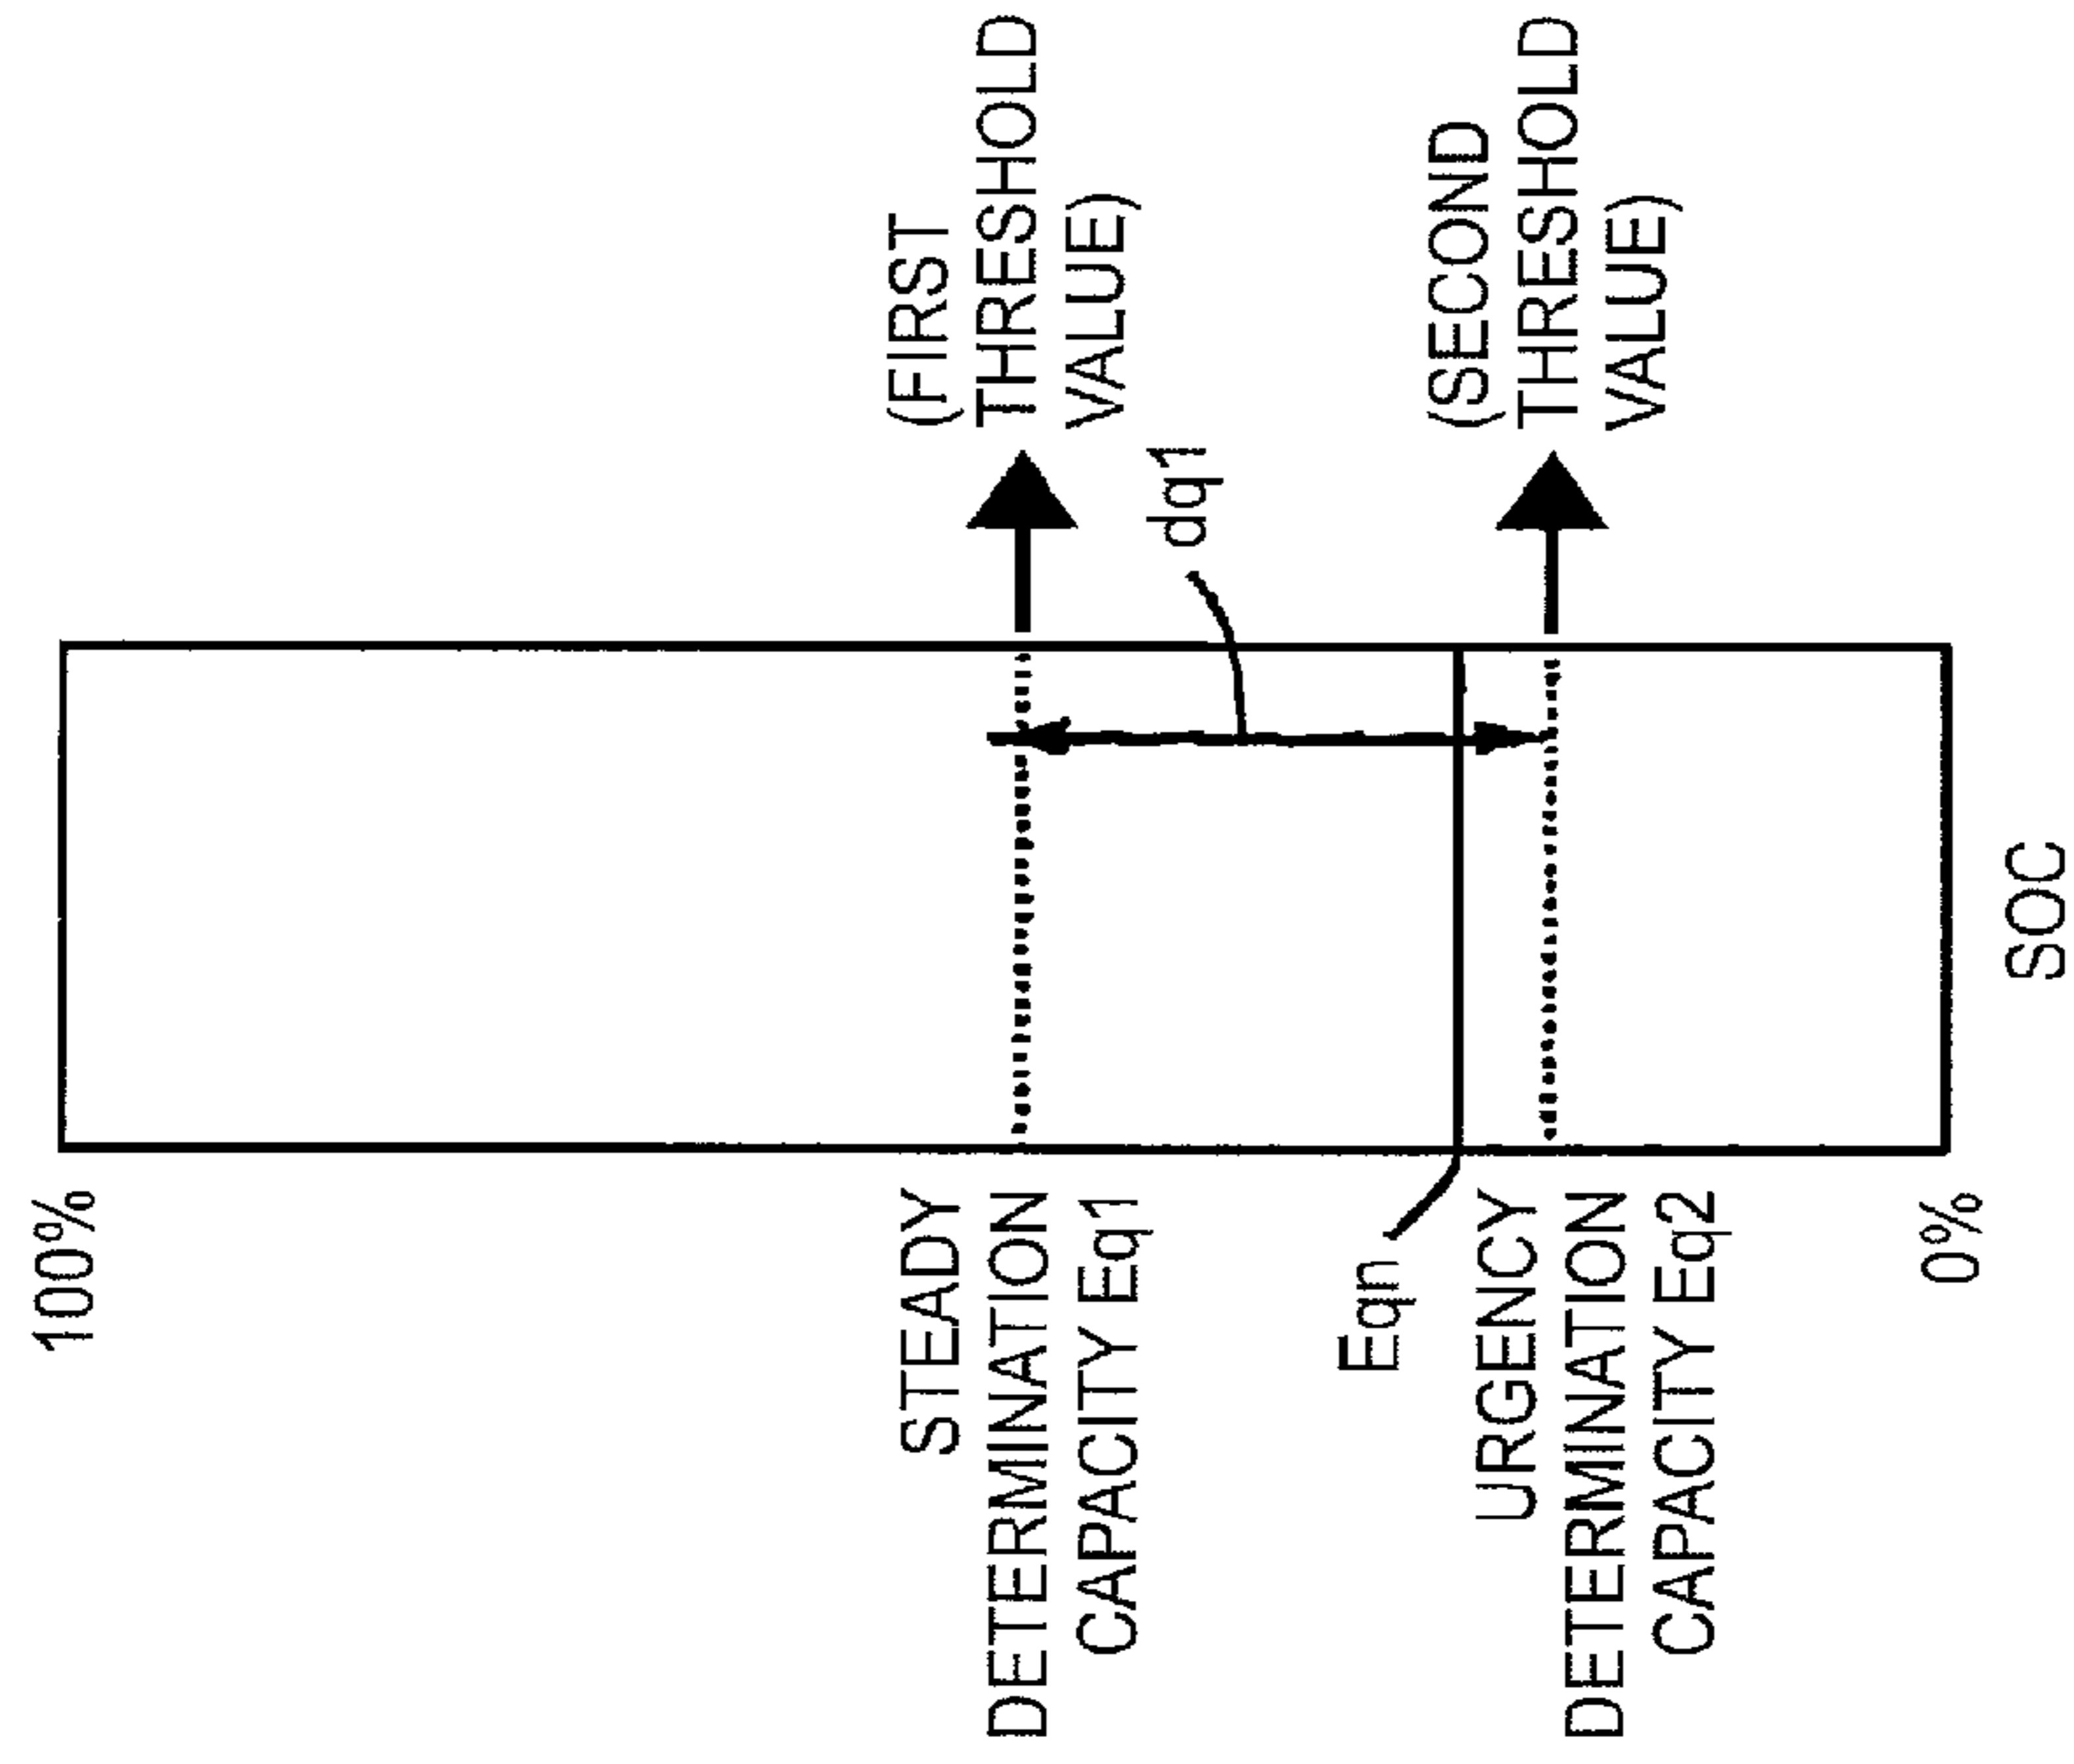 100%
STEADY
DETERMINATION
CAPACITY Eq1
(FIRST
THRESHOLD
VALUE)
dq1
Eqn
URGENCY
DETERMINATION
CAPACITY Eq2
(SECOND
THRESHOLD
VALUE)
0%
SOC